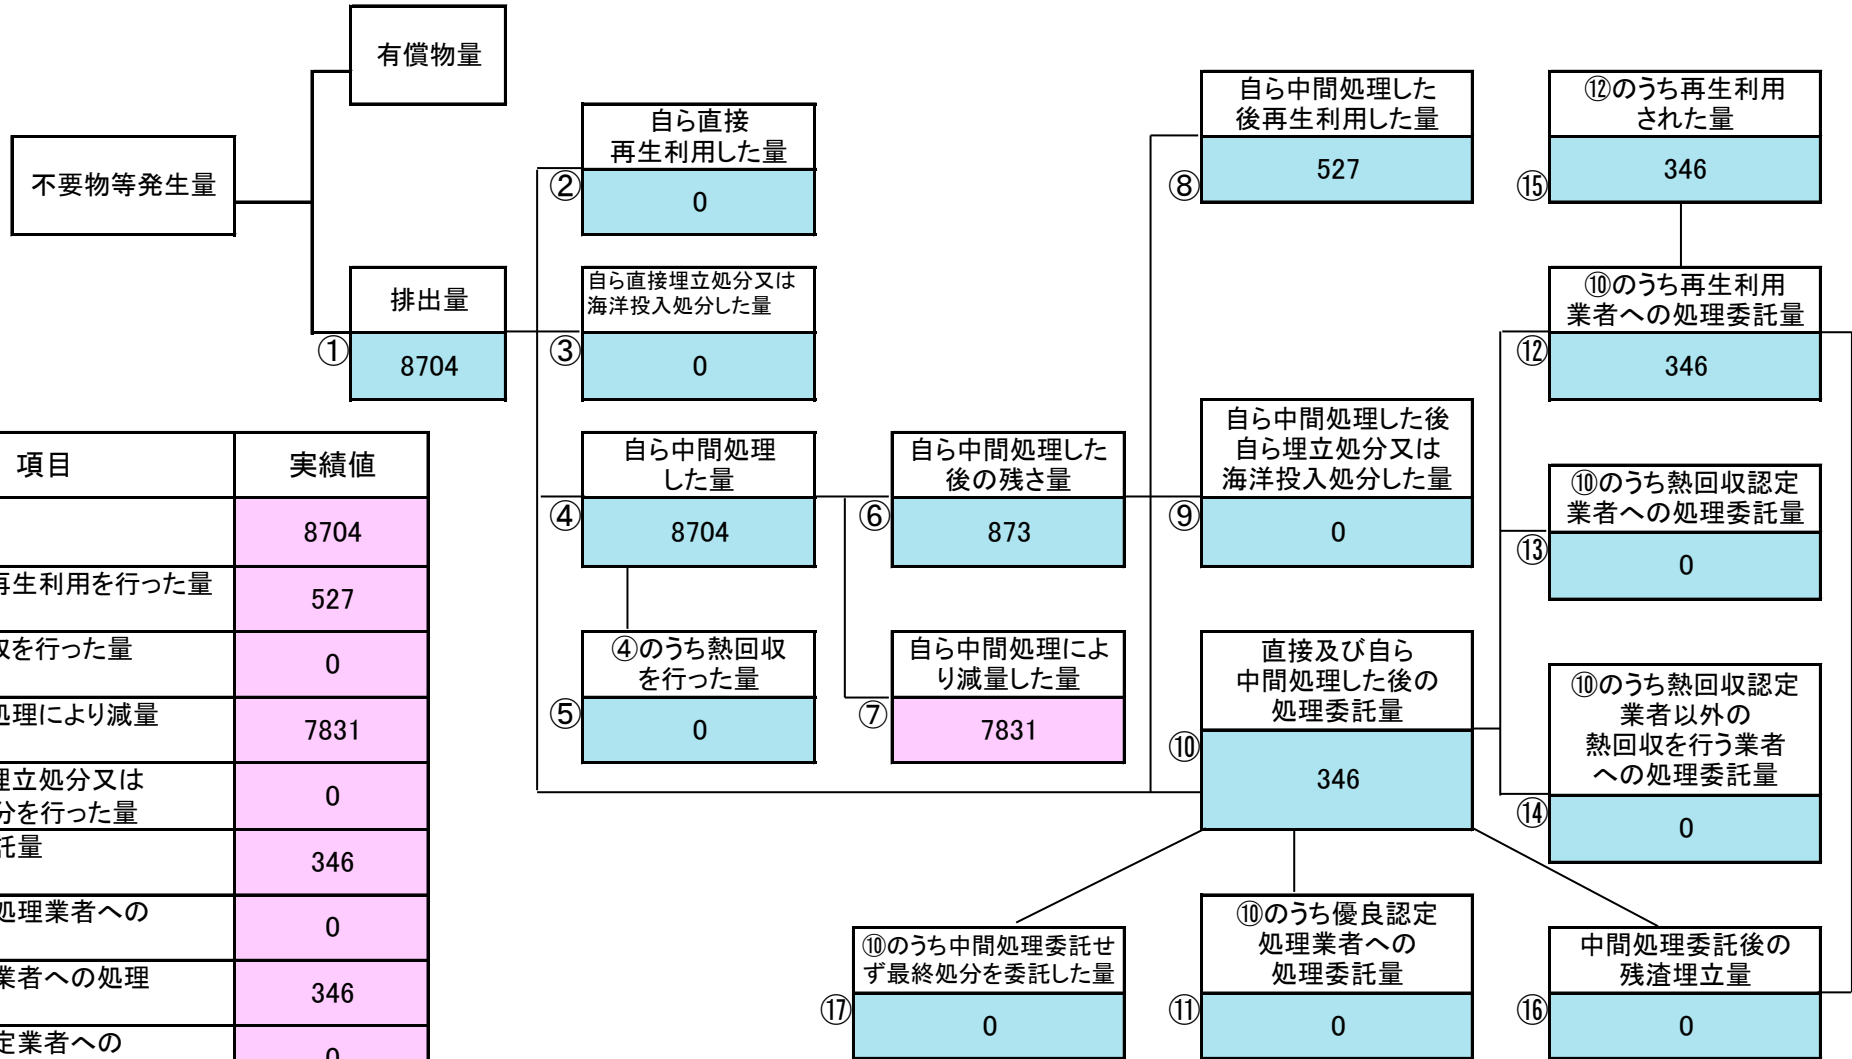 有償物量
不要物等発生量
排出量
①
8704
自ら直接
再生利用した量
②
0
自ら直接埋立処分又は
海洋投入処分した量
③
0
自ら中間処理
した量
④
8704
④のうち熱回収
を行った量
⑤
0
自ら中間処理した
後の残さ量
⑥
873
自ら中間処理によ
り減量した量
⑦
7831
自ら中間処理した
後再生利用した量
⑧
527
自ら中間処理した後
自ら埋立処分又は
海洋投入処分した量
⑨
0
直接及び自ら
中間処理した後の
処理委託量
⑩
346
⑫のうち再生利用
された量
⑮
346
⑩のうち再生利用
業者への処理委託量
⑫
346
⑩のうち熱回収認定
業者への処理委託量
⑬
0
⑩のうち熱回収認定
業者以外の
熱回収を行う業者
への処理委託量
⑭
0
⑩のうち中間処理委託せ
ず最終処分を委託した量
⑰
0
⑩のうち優良認定
処理業者への
処理委託量
⑪
0
中間処理委託後の
残渣埋立量
⑯
0
項目 実績値
8704
再生利用を行った量
527
を行った量
0
処理により減量
7831
埋立処分又は
分を行った量
0
託量
346
処理業者への
0
業者への処理
346
定業者への
0